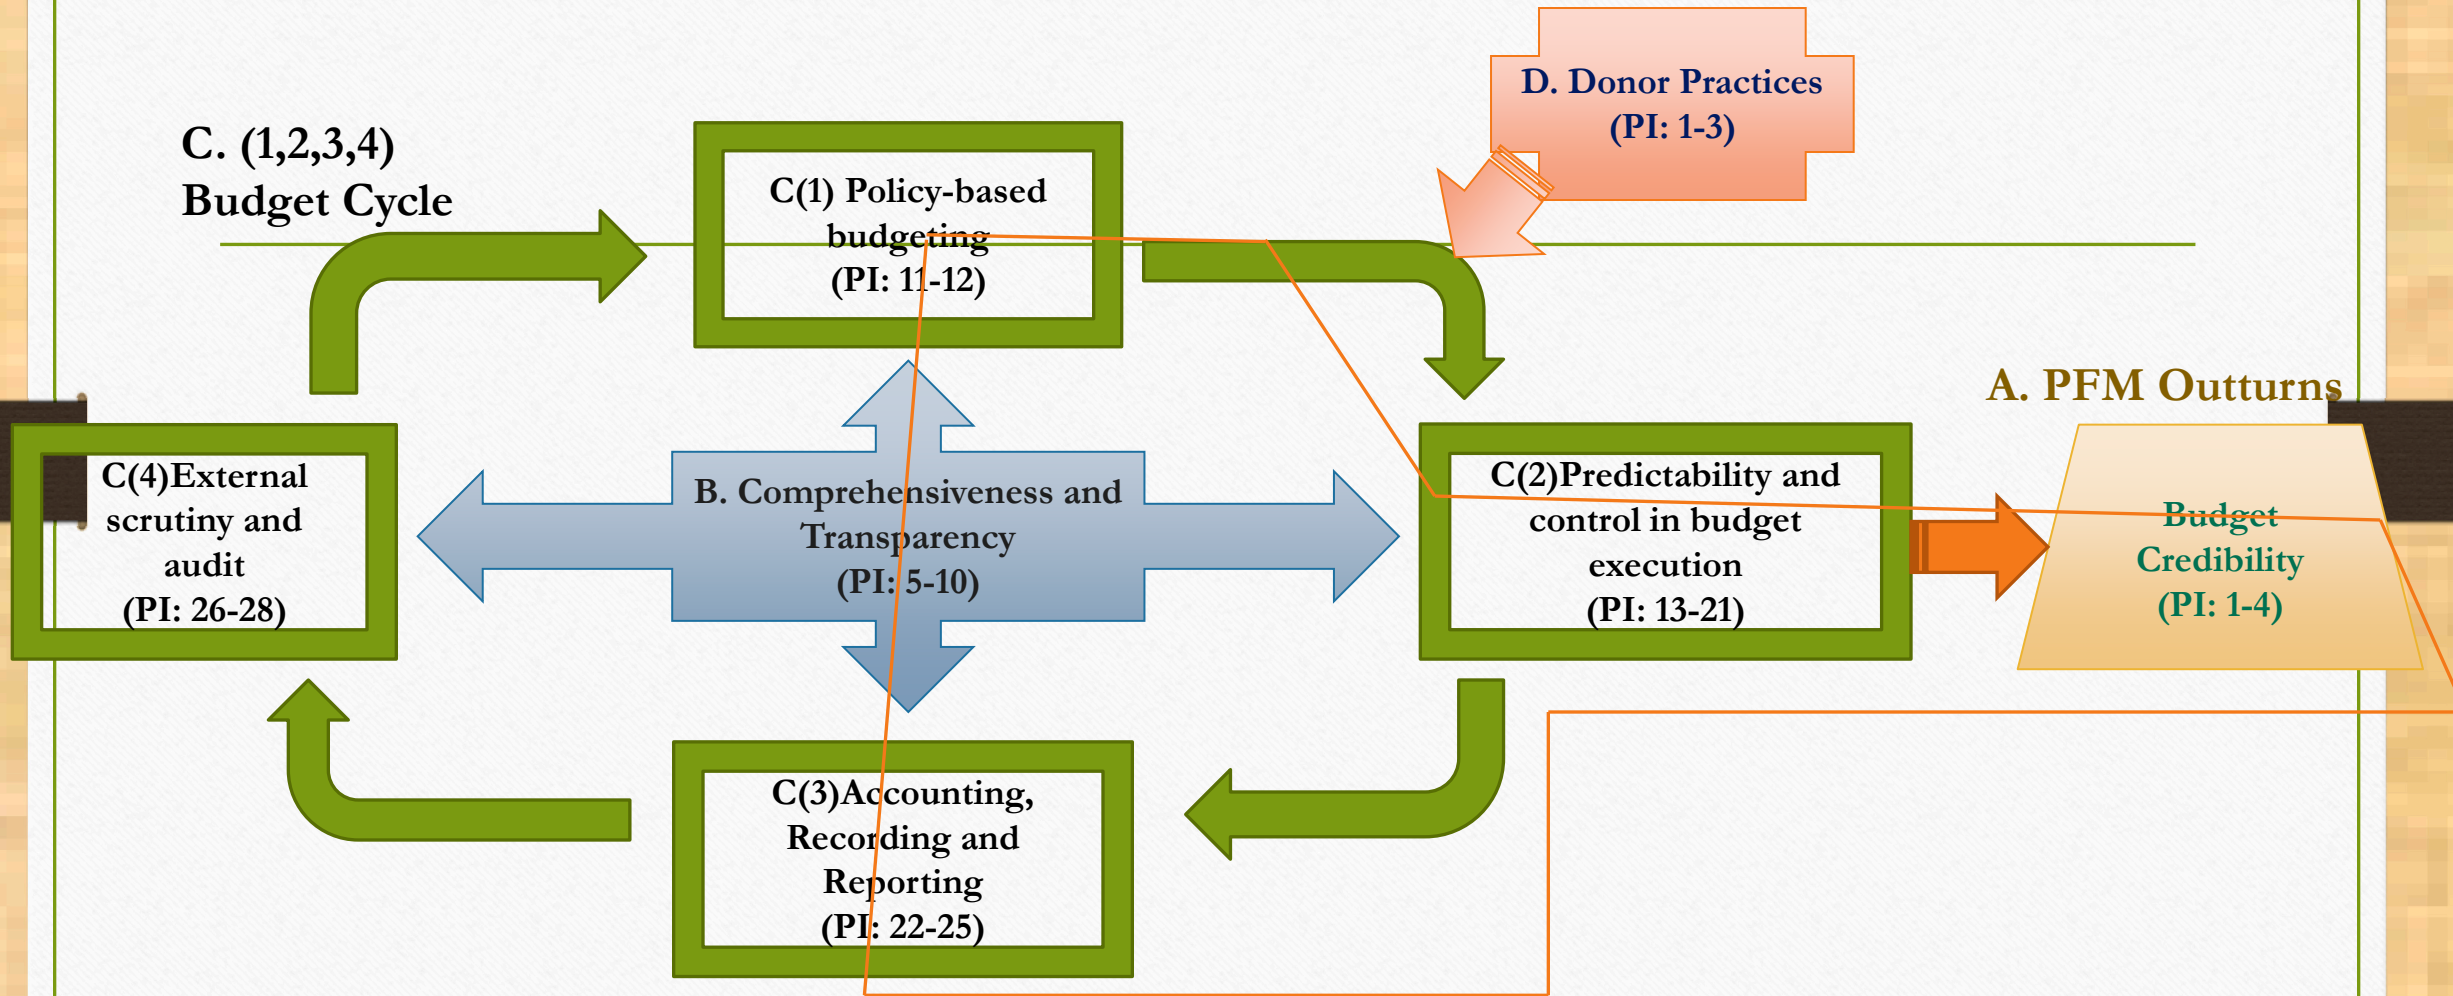 D. Donor Practices
(PI: 1-3)
C. (1,2,3,4)
Budget Cycle
C(1) Policy-based
budgeting
(PI: 11-12)
A. PFM Outturns
C(4)External
scrutiny and
audit
(PI: 26-28)
B. Comprehensiveness and
Transparency
(PI: 5-10)
C(2)Predictability and
control in budget
execution
(PI: 13-21)
Budget
Credibility
(PI: 1-4)
C(3)Accounting,
Recording and
Reporting
(PI: 22-25)